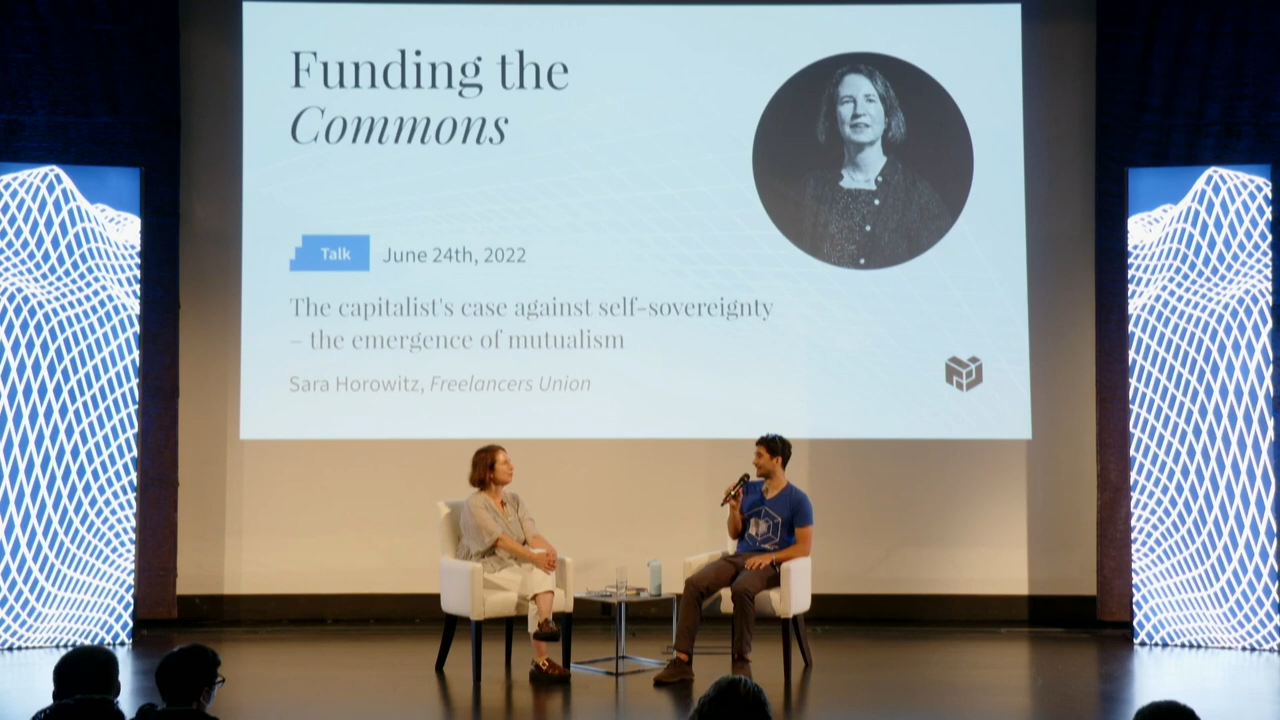 Funding the
Commons
Talk
June 24th, 2022
The capitalist's case against self-sovereignty
– the emergence of mutualism
Sara Horowitz, Freelancers Union